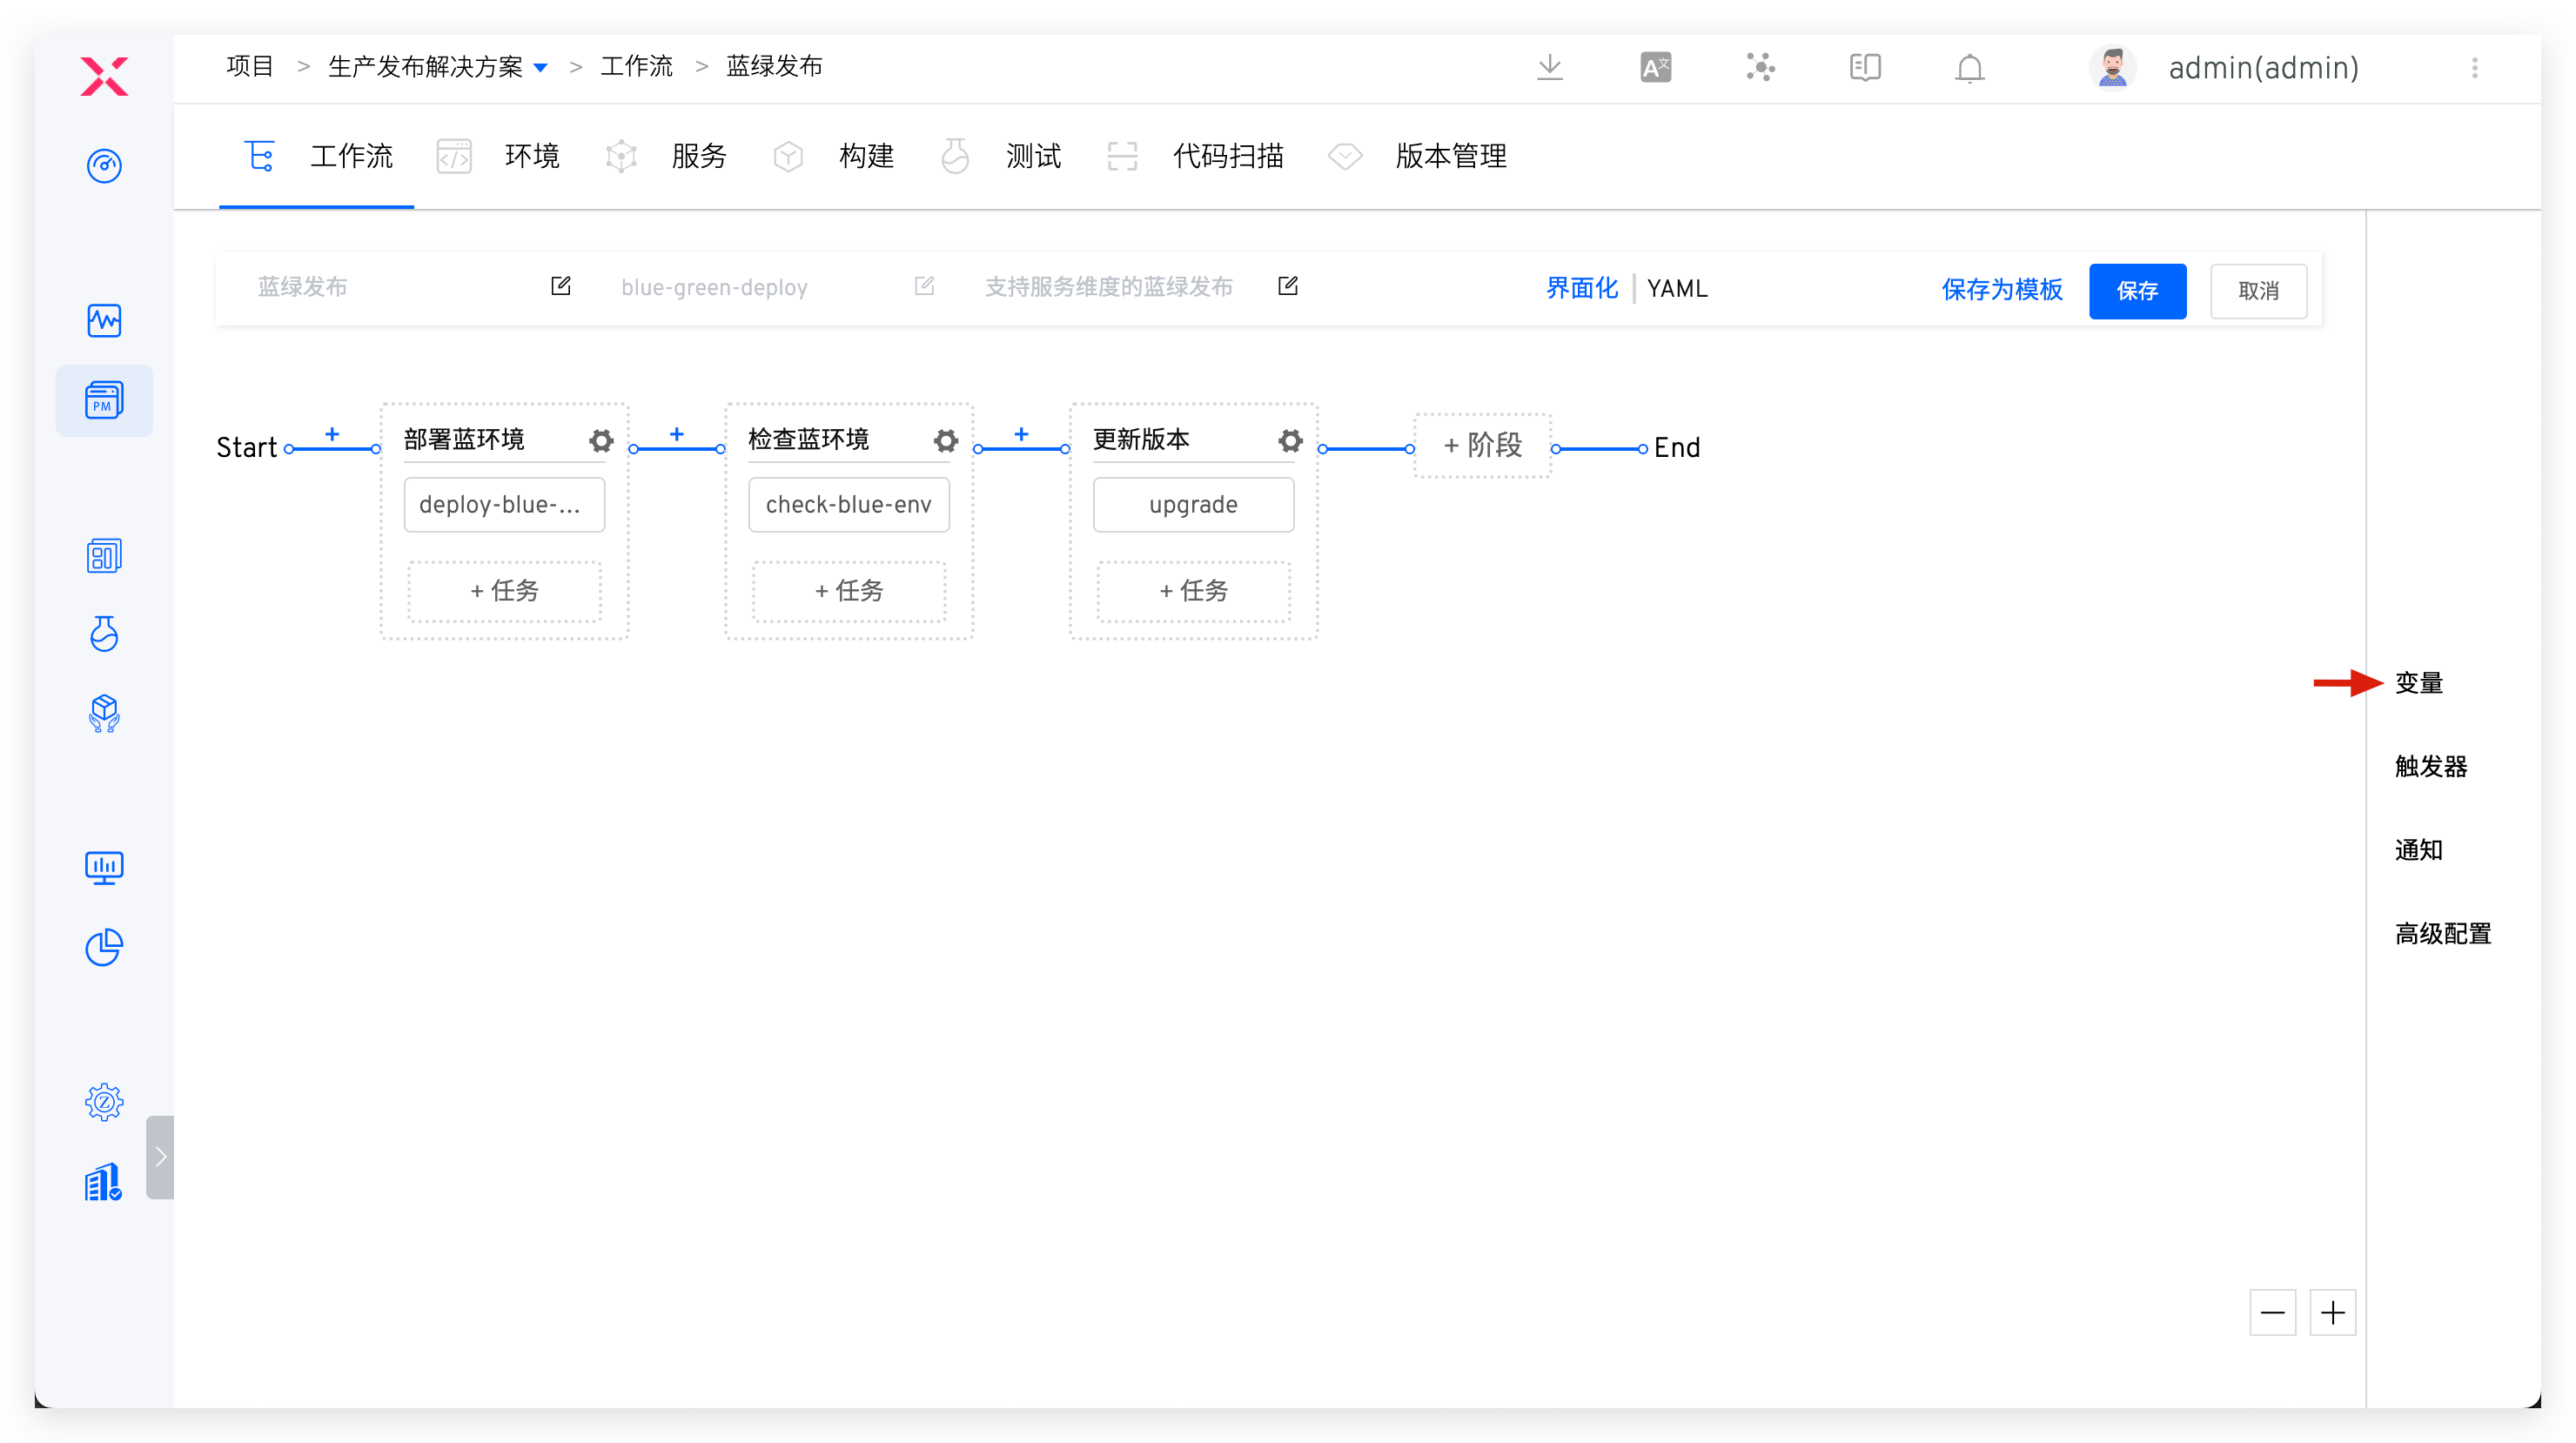 项目 > 生产发布解决方案 > 工作流 > 蓝绿发布
admin(admin)
工作流 环境 服务 构建 测试 代码扫描 版本管理
蓝绿发布 blue-green-deploy 支持服务维度的蓝绿发布 界面化 YAML 保存为模板 保存 取消
Start
+
部署蓝环境
deploy-blue-...
+ 任务
+
检查蓝环境
check-blue-env
+ 任务
+
更新版本
upgrade
+ 任务
+ 阶段
End
变量
触发器
通知
高级配置
PM